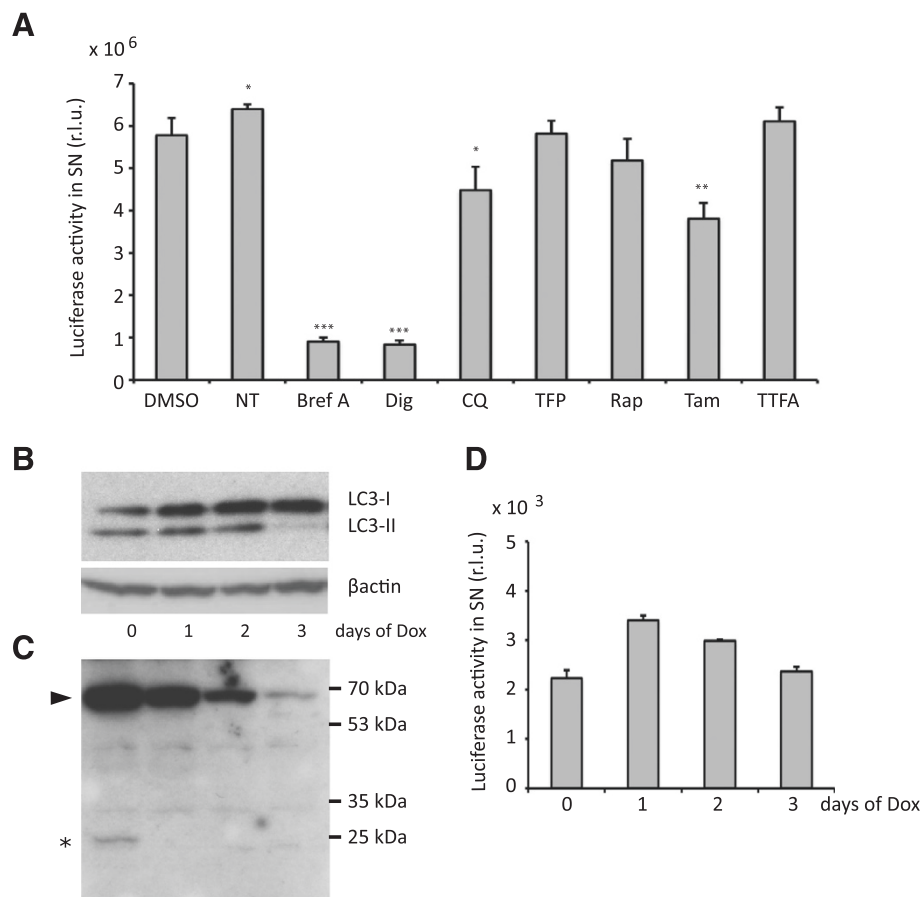 A
x 10 6
Luciferase activity in SN (r.l.u.)
7
6
5
4
3
2
1
0
*
***
***
*
**
DMSO NT Bref A Dig CQ TFP Rap Tam TTFA
B
LC3-I
LC3-II
βactin
0 1 2 3 days of Dox
C
70 kDa
53 kDa
35 kDa
25 kDa
*
D
x 10 3
Luciferase activity in SN (r.l.u.)
5
4
3
2
1
0
0 1 2 3 days of Dox